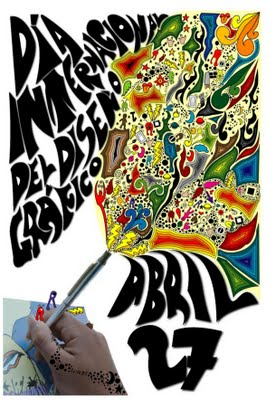 DÍA
INTERNACIONAL
DEL DISEÑO
GRÁFICO
ABRIL
27